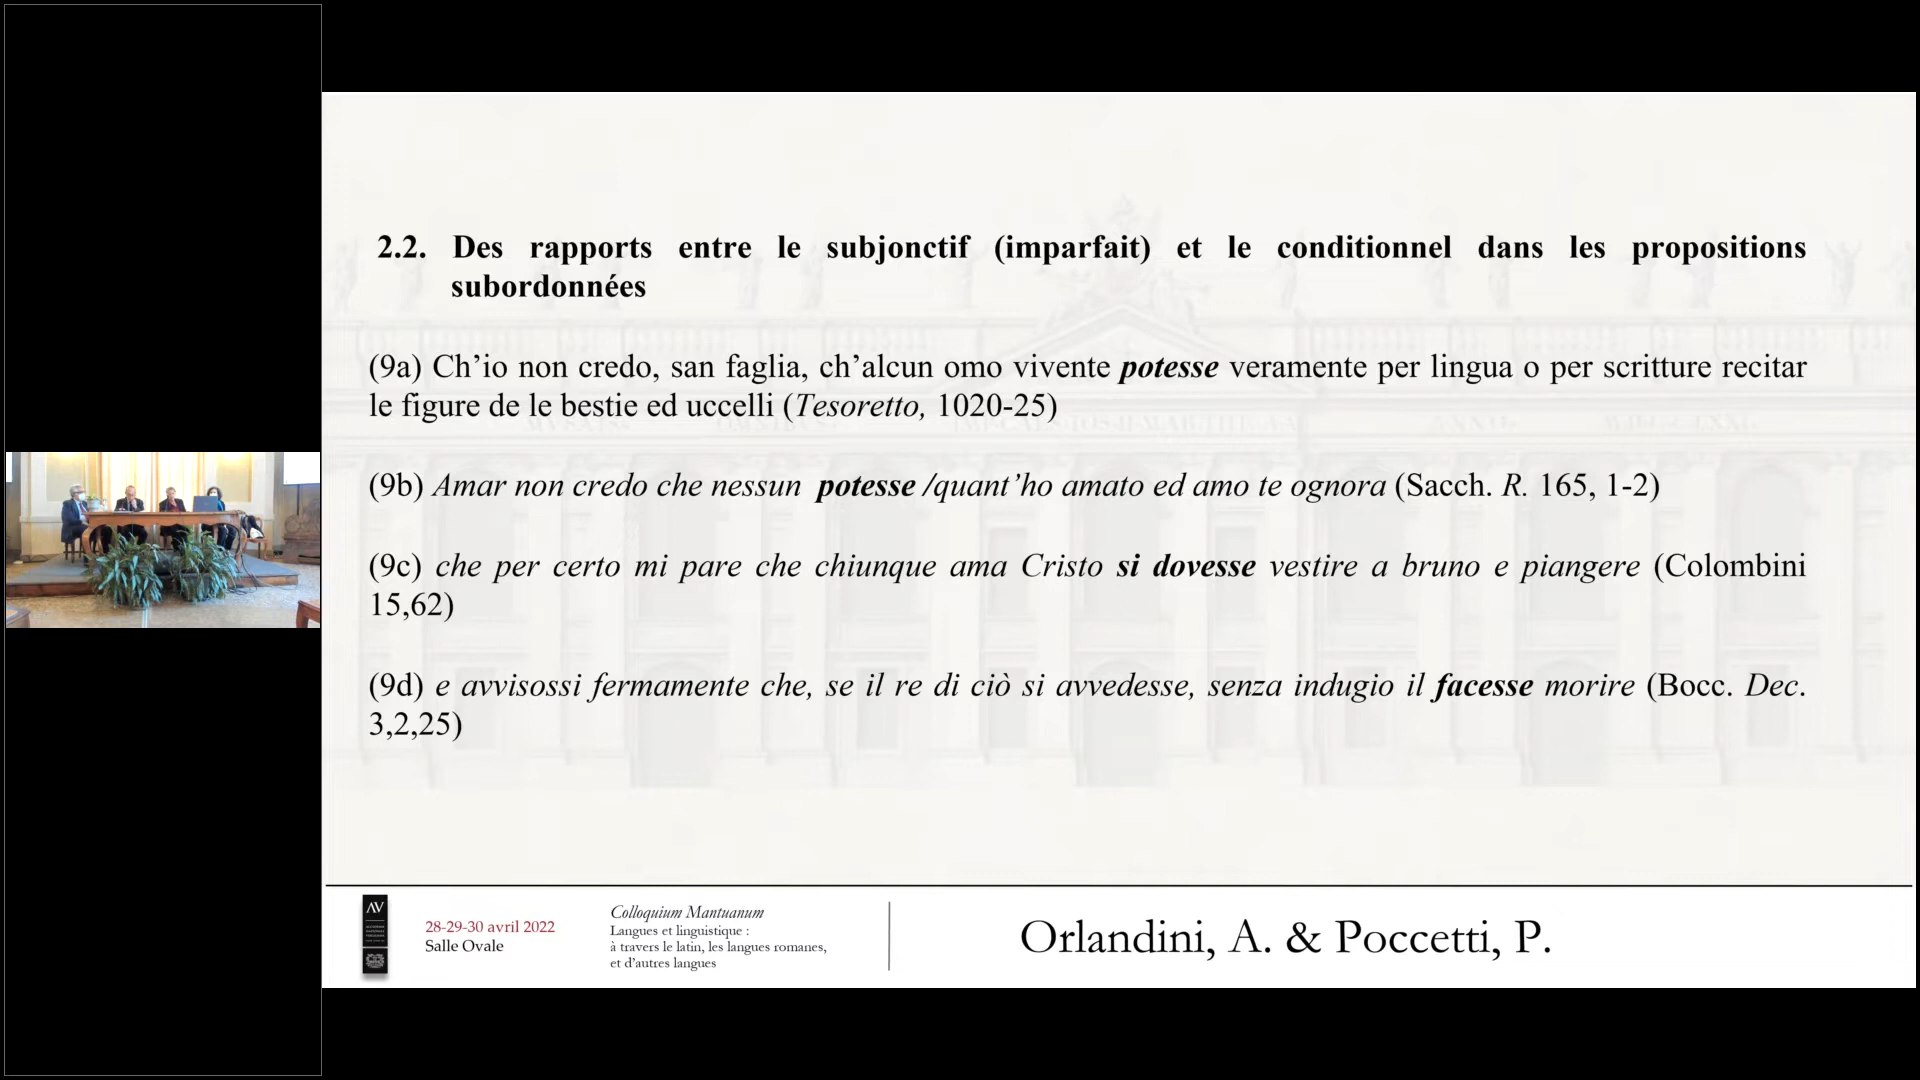 2.2. Des rapports entre le subjonctif (imparfait) et le conditionnel dans les propositions
subordonnées
(9a) Ch’io non credo, san faglia, ch’alcun omo vivente potesse veramente per lingua o per scritture recitar
le figure de le bestie ed uccelli (Tesoretto, 1020-25)
(9b) Amar non credo che nessun potesse /quant’ho amato ed amo te ognora (Sacch. R. 165, 1-2)
(9c) che per certo mi pare che chiunque ama Cristo si dovesse vestire a bruno e piangere (Colombini
15,62)
(9d) e avvisossi fermamente che, se il re di ciò si avvedesse, senza indugio il facesse morire (Bocc. Dec.
3,2,25)
AV
28-29-30 avril 2022
Salle Ovale
Colloquium Mantuanum
Langues et linguistique :
à travers le latin, les langues romanes,
et d’autres langues
Orlandini, A. & Poccetti, P.